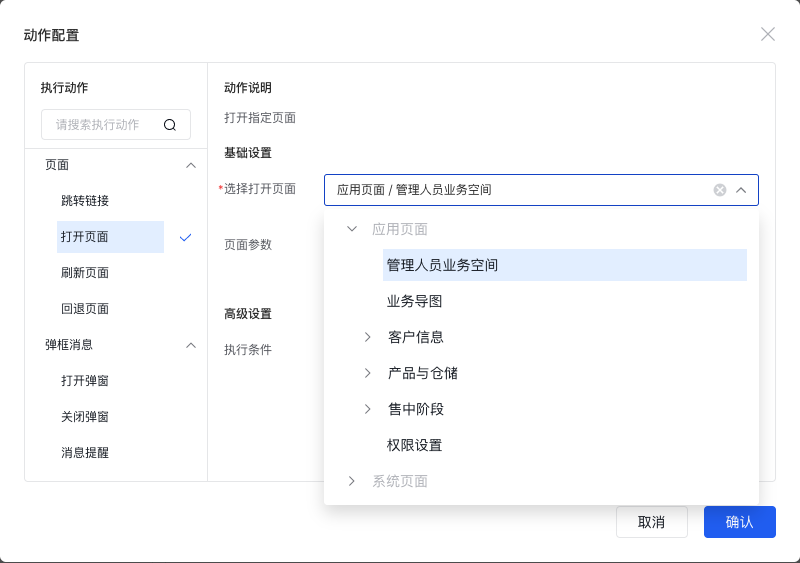 动作配置
执行动作
请搜索执行动作
页面
跳转链接
打开页面
刷新页面
回退页面
弹框消息
打开弹窗
关闭弹窗
消息提醒
动作说明
打开指定页面
基础设置
*选择打开页面
应用页面 / 管理人员业务空间
应用页面
管理人员业务空间
业务导图
客户信息
产品与仓储
售中阶段
权限设置
系统页面
页面参数
高级设置
执行条件
取消
确认